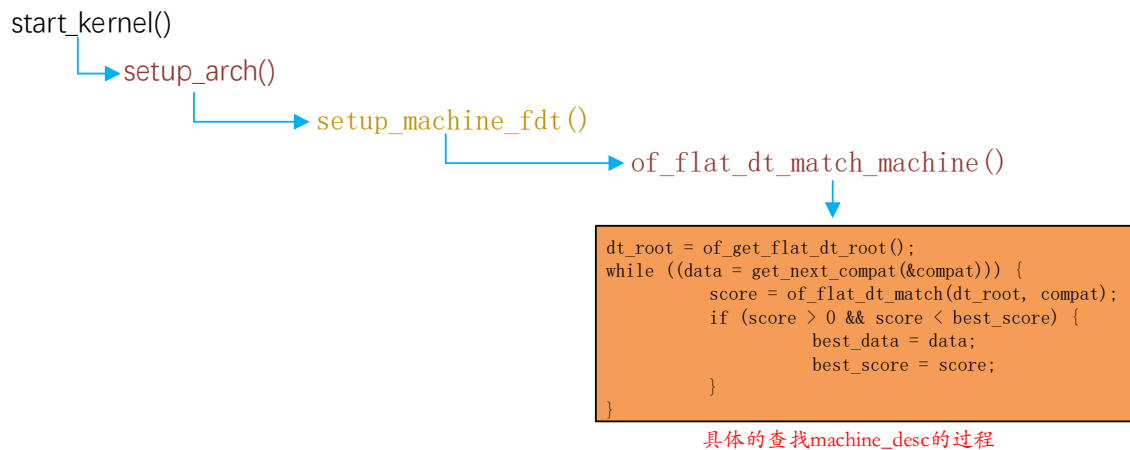 start_kernel()
setup_arch()
setup_machine_fdt()
of_flat_dt_match_machine()
dt_root = of_get_flat_dt_root();
while ((data = get_next_compat(&compat))) {
score = of_flat_dt_match(dt_root, compat);
if (score > 0 && score < best_score) {
best_data = data;
best_score = score;
}
}
具体的查找machine_desc的过程